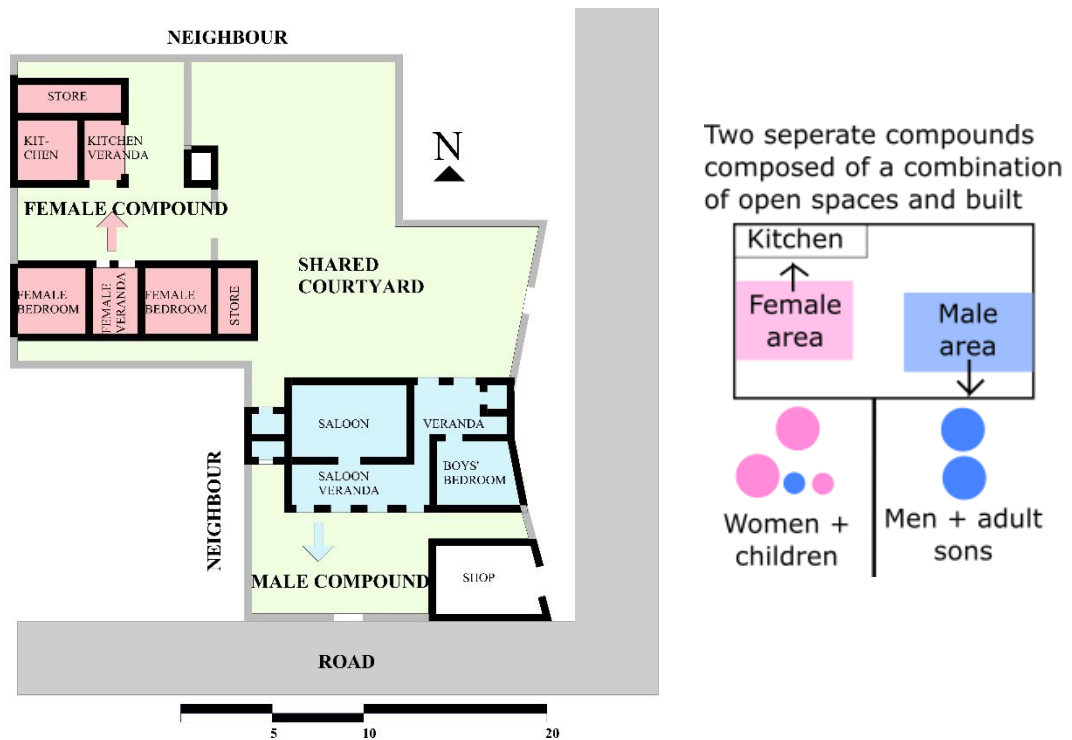 NEIGHBOUR
STORE
KIT-
CHEN
KITCHEN
VERANDA
N
FEMALE COMPOUND
SHARED
COURTYARD
FEMALE
BEDROOM
FEMALE
VERANDA
FEMALE
BEDROOM
STORE
SALOON
VERANDA
SALOON
VERANDA
BOYS'
BEDROOM
NEIGHBOUR
MALE COMPOUND
SHOP
ROAD
5
10
20
Two seperate compounds
composed of a combination
of open spaces and built
Kitchen
Female
area
Male
area
Women +
children
Men + adult
sons